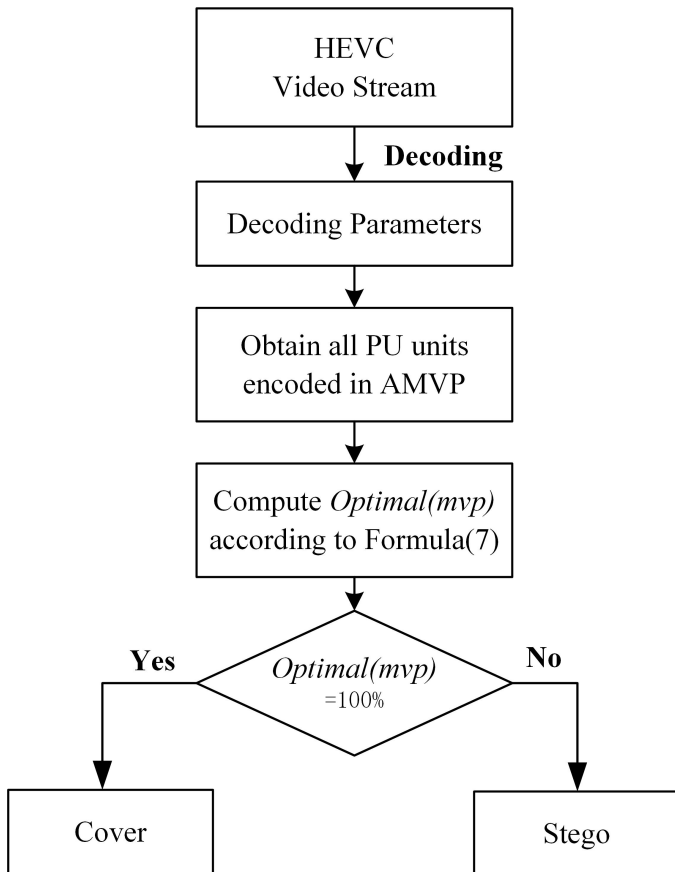 HEVC
Video Stream
Decoding
Decoding Parameters
Obtain all PU units
encoded in AMVP
Compute Optimal(mvp)
according to Formula(7)
Yes
No
Optimal(mvp)
=100%
Cover
Stego